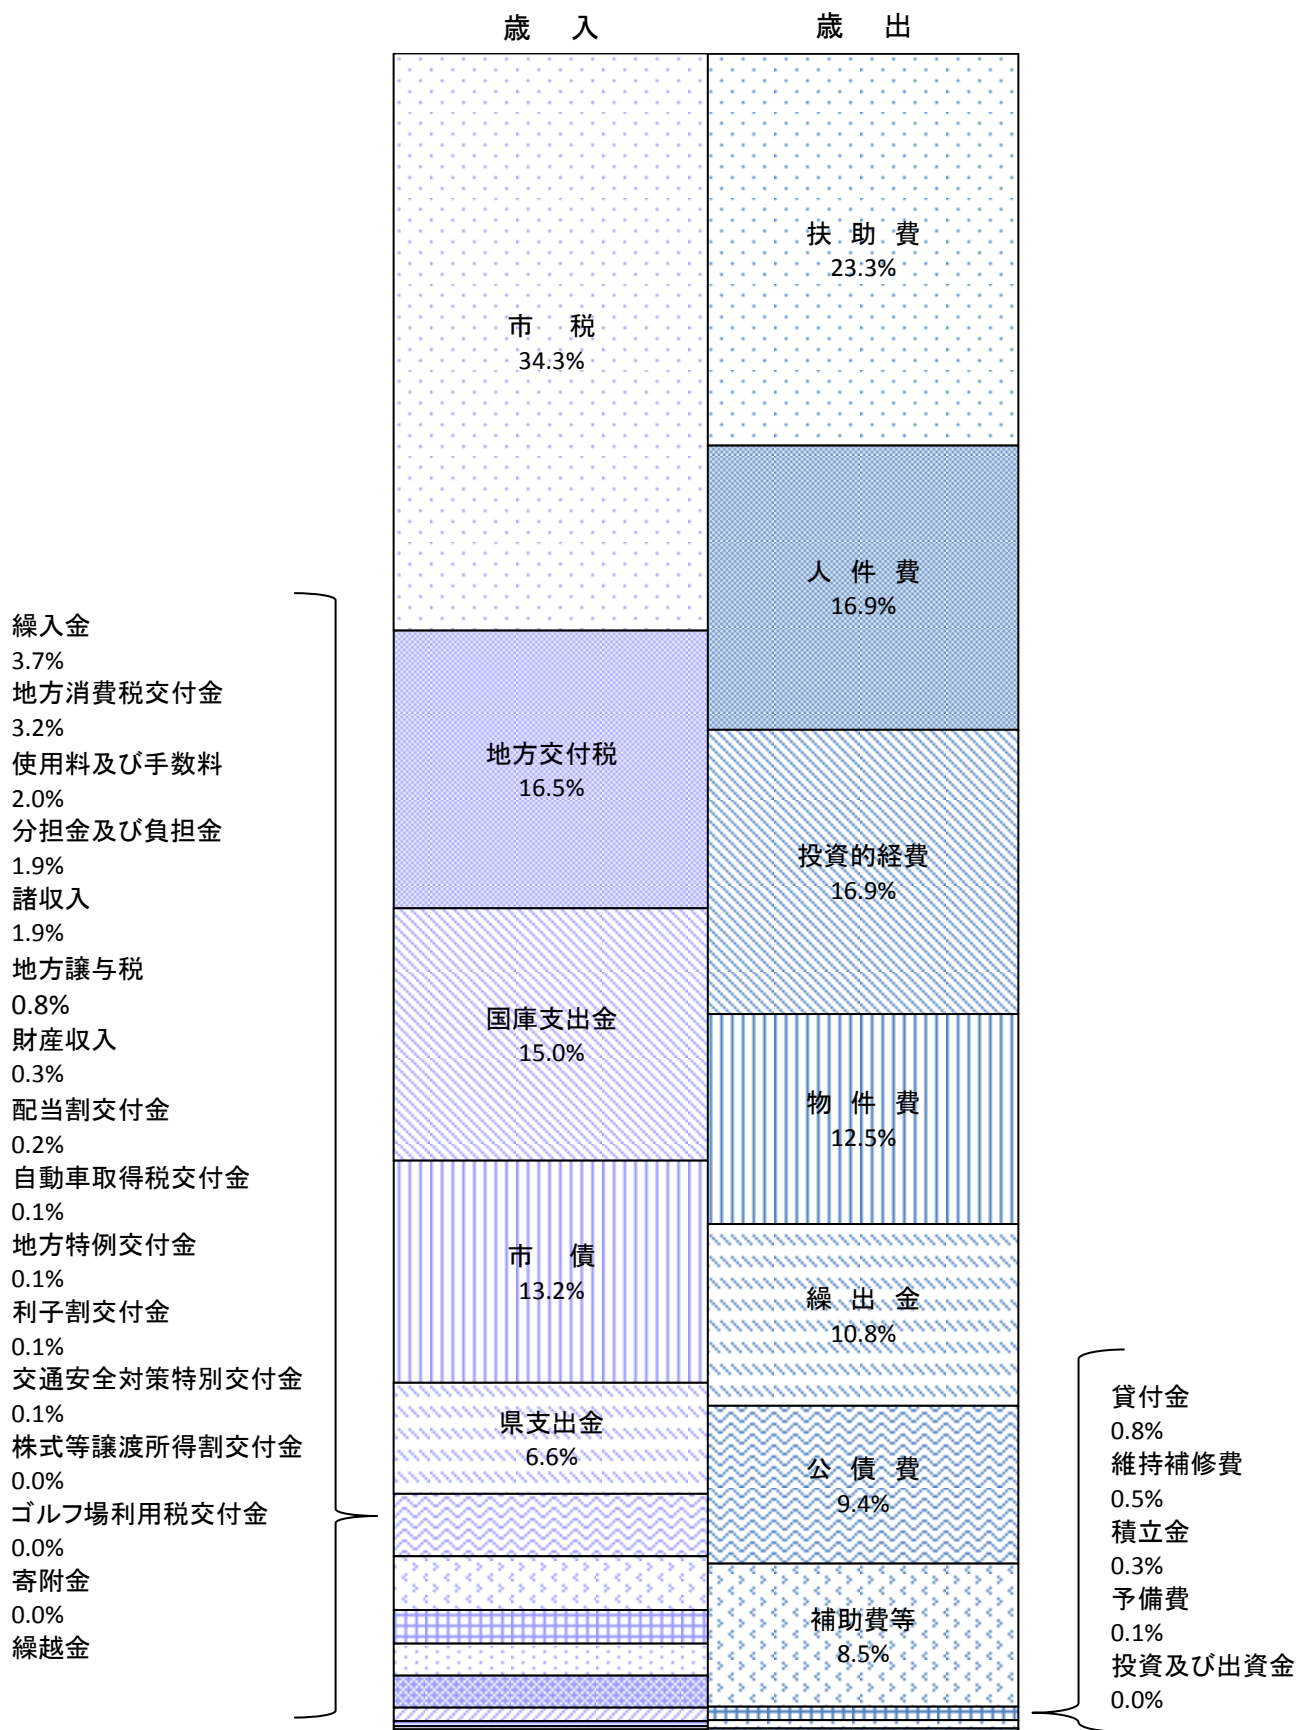 歳 入
歳 出
市 税
34.3%
地方交付税
16.5%
国庫支出金
15.0%
市 債
13.2%
県支出金
6.6%
繰入金
3.7%
地方消費税交付金
3.2%
使用料及び手数料
2.0%
分担金及び負担金
1.9%
諸収入
1.9%
地方譲与税
0.8%
財産収入
0.3%
配当割交付金
0.2%
自動車取得税交付金
0.1%
地方特例交付金
0.1%
利子割交付金
0.1%
交通安全対策特別交付金
0.1%
株式等譲渡所得割交付金
0.0%
ゴルフ場利用税交付金
0.0%
寄附金
0.0%
繰越金
扶 助 費
23.3%
人 件 費
16.9%
投資的経費
16.9%
物 件 費
12.5%
繰 出 金
10.8%
公 債 費
9.4%
補助費等
8.5%
貸付金
0.8%
維持補修費
0.5%
積立金
0.3%
予備費
0.1%
投資及び出資金
0.0%